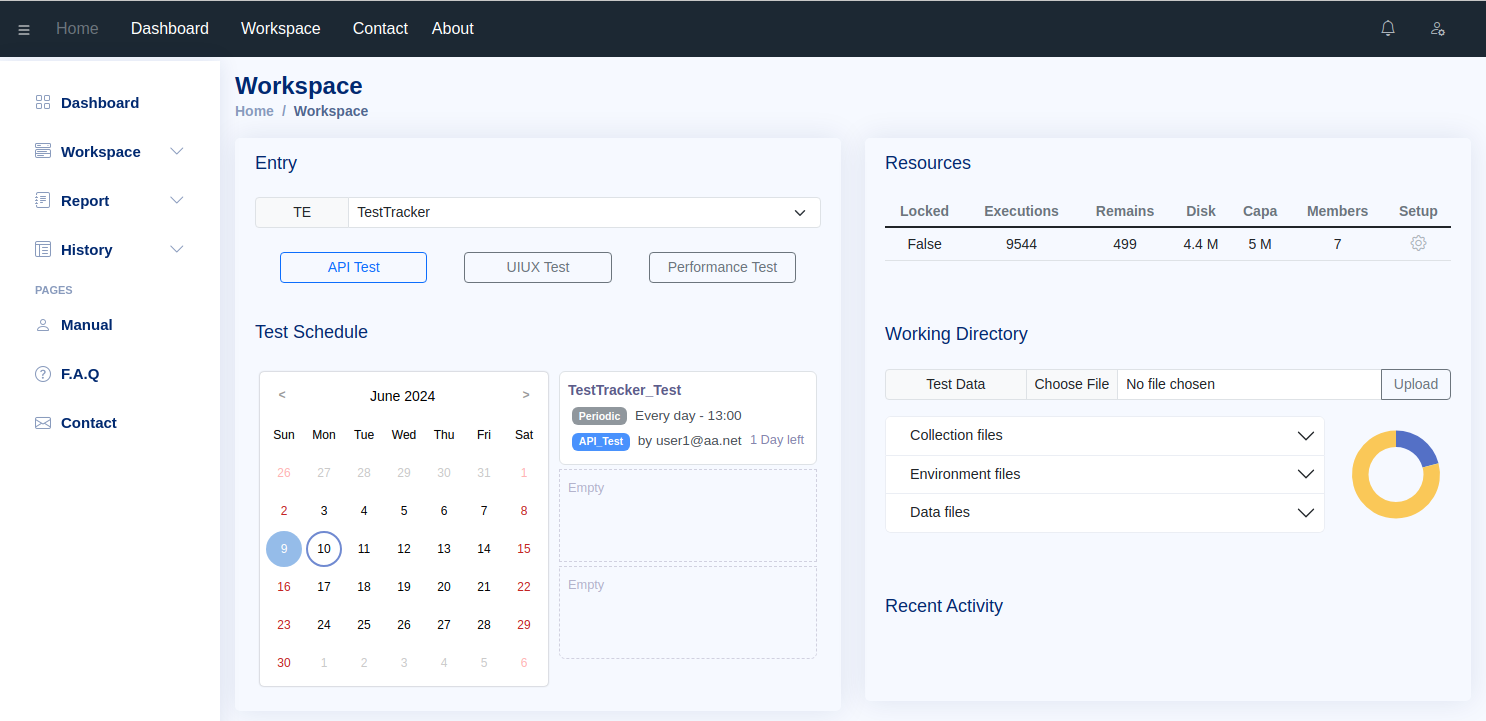 Home Dashboard Workspace Contact About
Dashboard
Workspace
Report
History
PAGES
Manual
F.A.Q
Contact
Workspace
Home / Workspace
Entry
TE TestTracker
API Test UIUX Test Performance Test
Test Schedule
< June 2024 >
Sun Mon Tue Wed Thu Fri Sat
26 27 28 29 30 31 1
2 3 4 5 6 7 8
9 10 11 12 13 14 15
16 17 18 19 20 21 22
23 24 25 26 27 28 29
30 1 2 3 4 5 6
TestTracker_Test
Periodic Every day - 13:00
API_Test by user1@aa.net 1 Day left
Empty
Empty
Resources
Locked Executions Remains Disk Capa Members Setup
False 9544 499 4.4 M 5 M 7
Working Directory
Test Data Choose File No file chosen Upload
Collection files
Environment files
Data files
Recent Activity